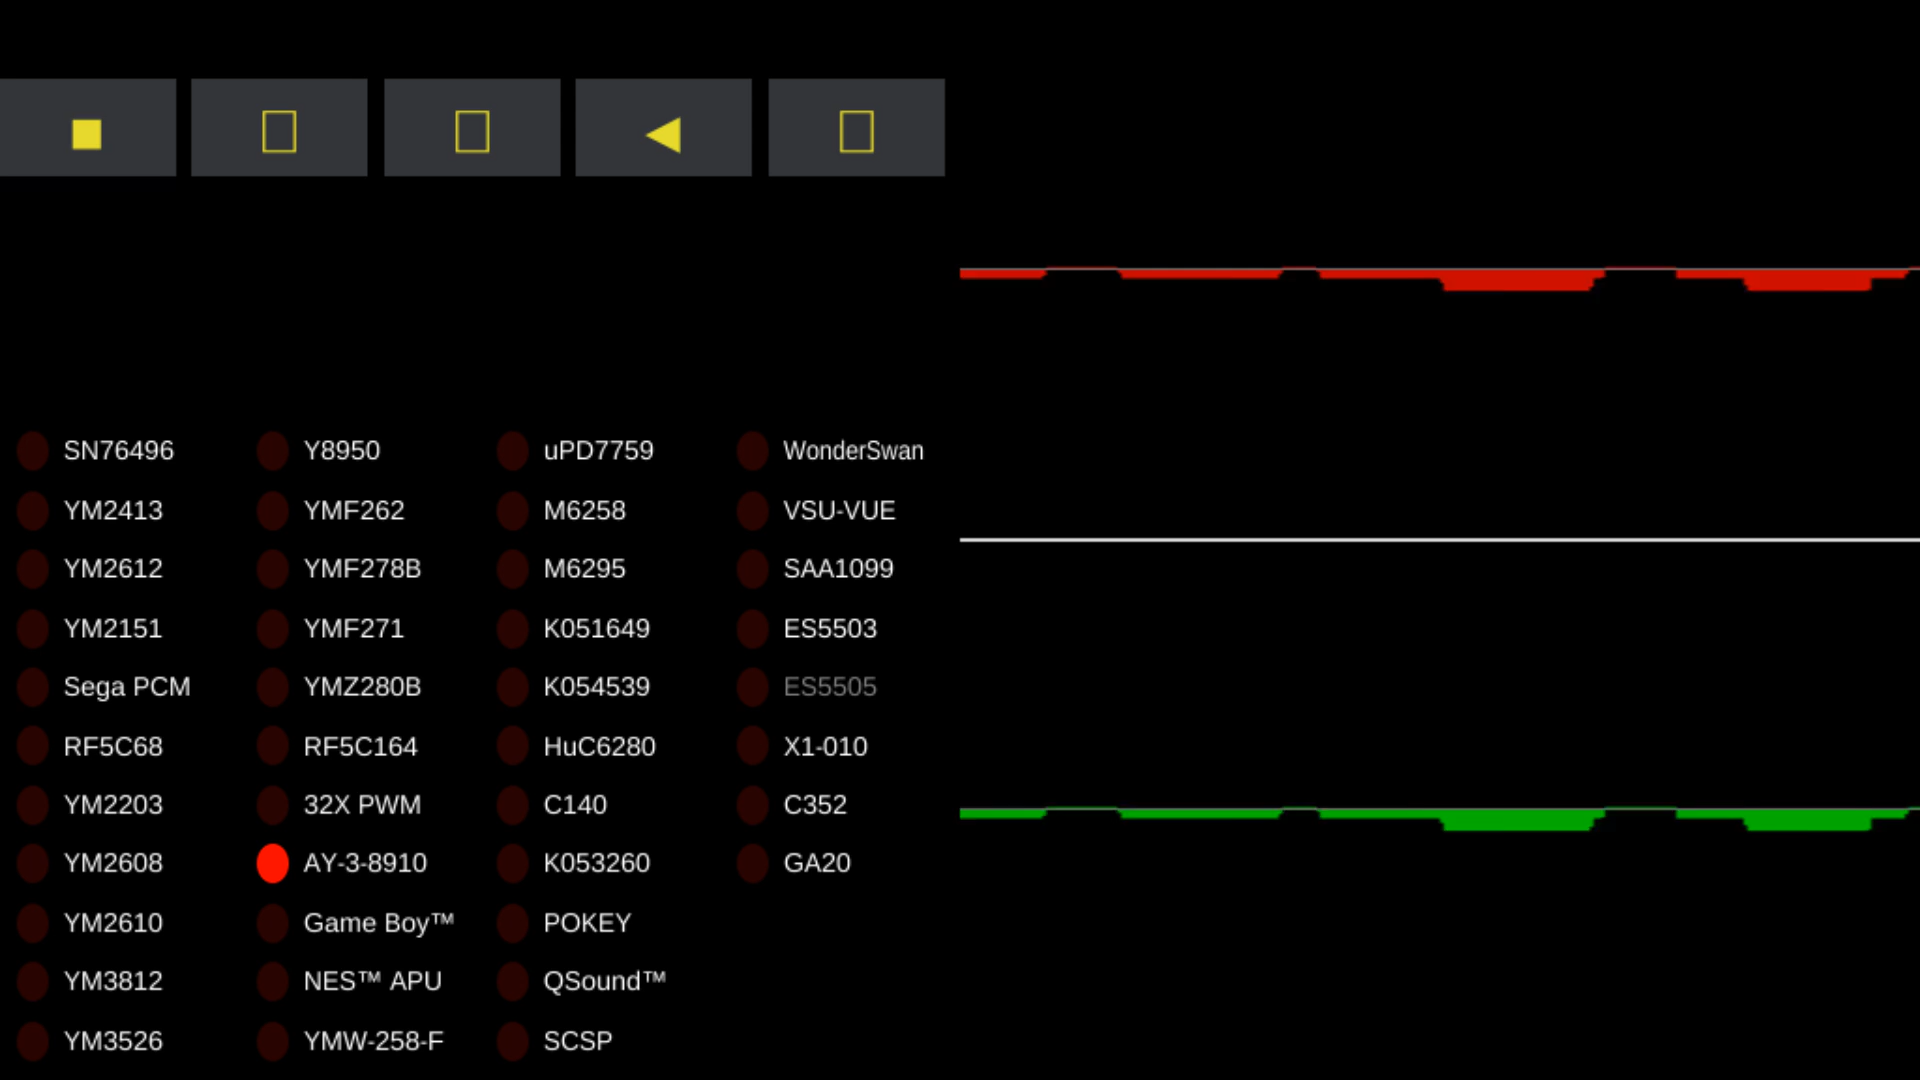 SN76496 Y8950 uPD7759 WonderSwan
YM2413 YMF262 M6258 VSU-VUE
YM2612 YMF278B M6295 SAA1099
YM2151 YMF271 K051649 ES5503
Sega PCM YMZ280B K054539 ES5505
RF5C68 RF5C164 HuC6280 X1-010
YM2203 32X PWM C140 C352
YM2608 AY-3-8910 K053260 GA20
YM2610 Game Boy™ POKEY
YM3812 NES™ APU QSound™
YM3526 YMW-258-F SCSP